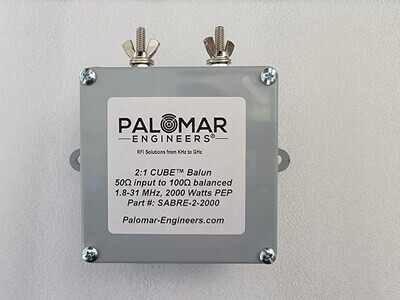 PALOMAR
ENGINEERS®
RFI Solutions from KHz to GHz
2:1 CUBE™ Balun
50Ω input to 100Ω balanced
1.8-31 MHz, 2000 Watts PEP
Part #: SABRE-2-2000
Palomar-Engineers.com